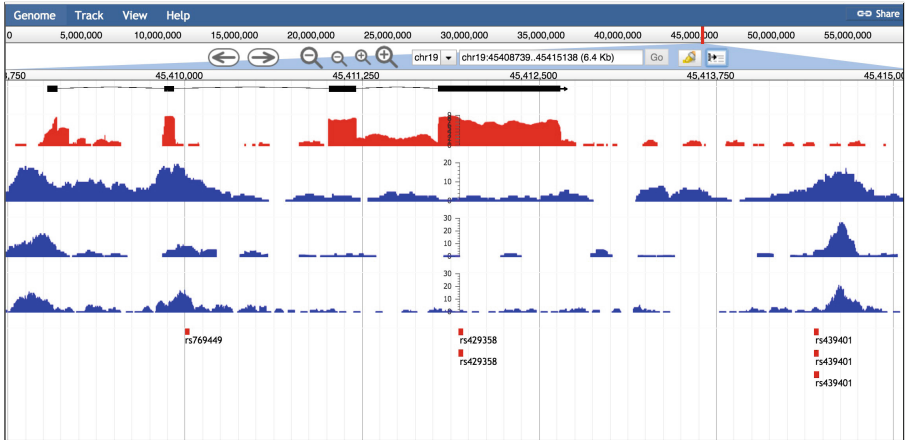 Genome Track View Help Share
0 5,000,000 10,000,000 15,000,000 20,000,000 25,000,000 30,000,000 35,000,000 40,000,000 45,000,000 50,000,000 55,000,000
chr19 chr19:45408739..45415138 (6.4 Kb) Go
3,750 45,410,000 45,411,250 45,412,500 45,413,750 45,415,00
20
10
0
30
20
10
0
30
20
10
0
rs769449 rs429358 rs439401
rs429358 rs439401
rs439401